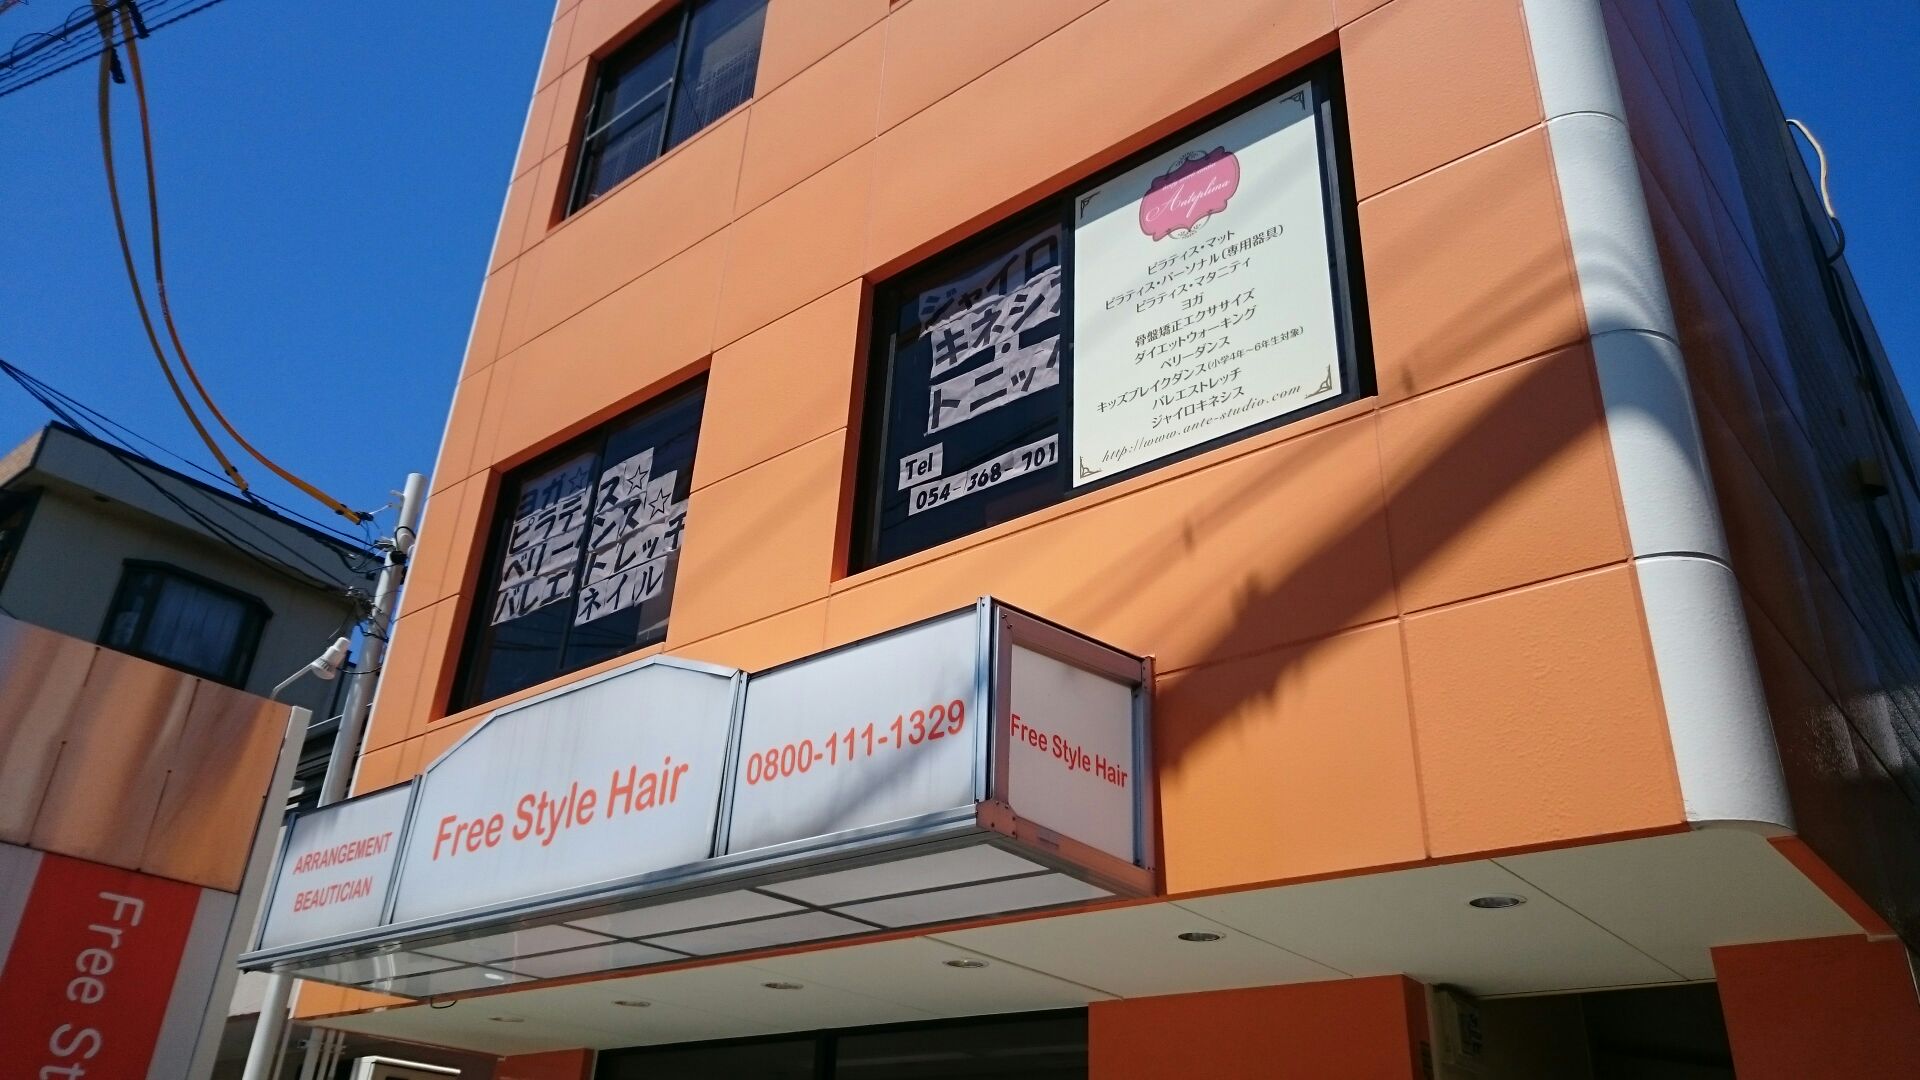 Anteprima
ピラティス・マット
ピラティス・パーソナル(専用器具)
ピラティス・マタニティ
ヨガ
骨盤矯正エクササイズ
ダイエットウォーキング
ベリーダンス
キッズブレイクダンス(小学4年~6年生対象)
バレエストレッチ
ジャイロキネシス
http://www.ante-studio.com
ジャイロ
キネシ
トニッ
Tel
054-368-701
ヨガ☆
ピラティス☆
ベリー ンス☆
バレエ トレッチ
ネイル
ARRANGEMENT
BEAUTICIAN
Free Style Hair
0800-111-1329
Free Style Hair
Free St